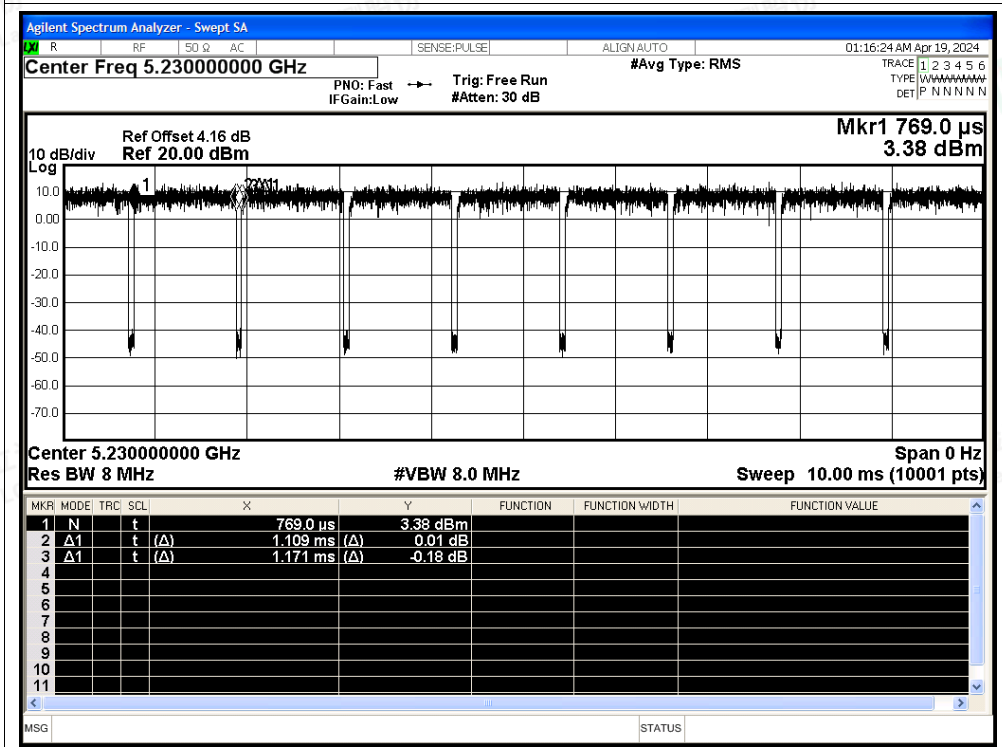 Agilent Spectrum Analyzer - Swept SA
LXI R RF 50 Ω AC SENSE:PULSE ALIGN AUTO 01:16:24 AM Apr 19, 2024
Center Freq 5.230000000 GHz #Avg Type: RMS TRACE 1 2 3 4 5 6
PNO: Fast Trig: Free Run TYPE
IFGain:Low #Atten: 30 dB DET P N N N N N
Mkr1 769.0 µs
Ref Offset 4.16 dB
10 dB/div Ref 20.00 dBm 3.38 dBm
Log
10.0
1
0.00
-10.0
-20.0
-30.0
-40.0
-50.0
-60.0
-70.0
Center 5.230000000 GHz Span 0 Hz
Res BW 8 MHz #VBW 8.0 MHz Sweep 10.00 ms (10001 pts)
MKR MODE TRC SCL X Y FUNCTION FUNCTION WIDTH FUNCTION VALUE
1 N t 769.0 µs 3.38 dBm
2 Δ1 t (Δ) 1.109 ms (Δ) 0.01 dB
3 Δ1 t (Δ) 1.171 ms (Δ) -0.18 dB
4
5
6
7
8
9
10
11
MSG STATUS